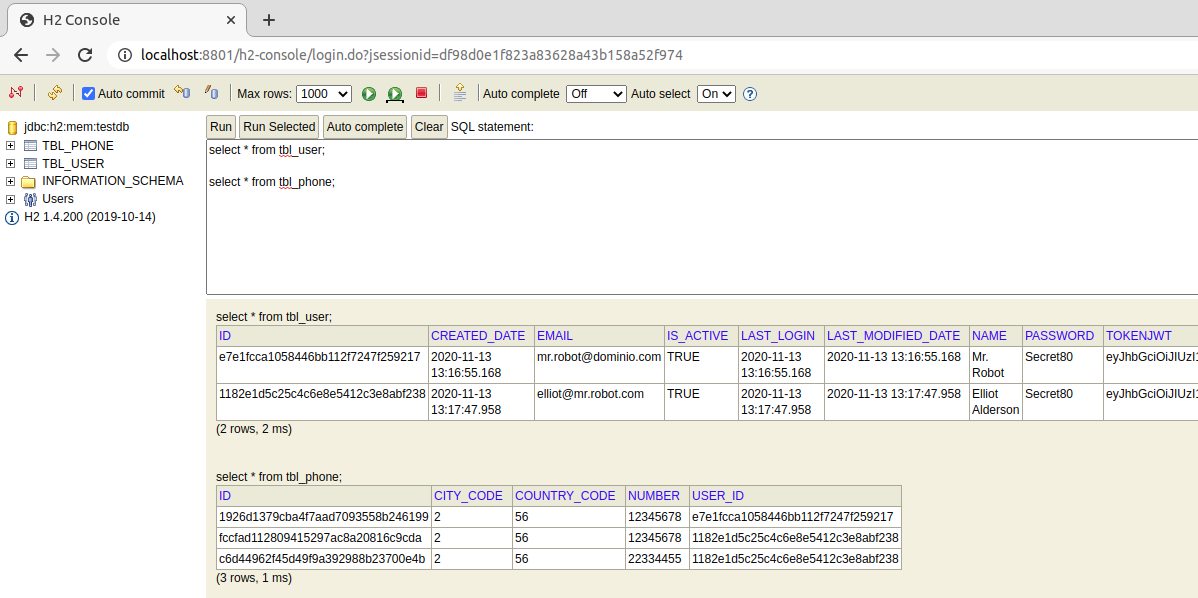 H2 Console
localhost:8801/h2-console/login.do?jsessionid=df98d0e1f823a83628a43b158a52f974
Auto commit Max rows: 1000 Auto complete Off Auto select On
jdbc:h2:mem:testdb
TBL_PHONE
TBL_USER
INFORMATION_SCHEMA
Users
H2 1.4.200 (2019-10-14)
Run Run Selected Auto complete Clear SQL statement:
select * from tbl_user;
select * from tbl_phone;
select * from tbl_user;
ID CREATED_DATE EMAIL IS_ACTIVE LAST_LOGIN LAST_MODIFIED_DATE NAME PASSWORD TOKENJWT
e7e1fcca1058446bb112f7247f259217 2020-11-13 mr.robot@dominio.com TRUE 2020-11-13 2020-11-13 13:16:55.168 Mr. Secret80 eyJhbGciOiJIUzI1
13:16:55.168 13:16:55.168 Robot
1182e1d5c25c4c6e8e5412c3e8abf238 2020-11-13 elliot@mr.robot.com TRUE 2020-11-13 2020-11-13 13:17:47.958 Elliot Secret80 eyJhbGciOiJIUzI1
13:17:47.958 13:17:47.958 Alderson
(2 rows, 2 ms)
select * from tbl_phone;
ID CITY_CODE COUNTRY_CODE NUMBER USER_ID
1926d1379cba4f7aad7093558b246199 2 56 12345678 e7e1fcca1058446bb112f7247f259217
fccfad112809415297ac8a20816c9cda 2 56 12345678 1182e1d5c25c4c6e8e5412c3e8abf238
c6d44962f45d49f9a392988b23700e4b 2 56 22334455 1182e1d5c25c4c6e8e5412c3e8abf238
(3 rows, 1 ms)